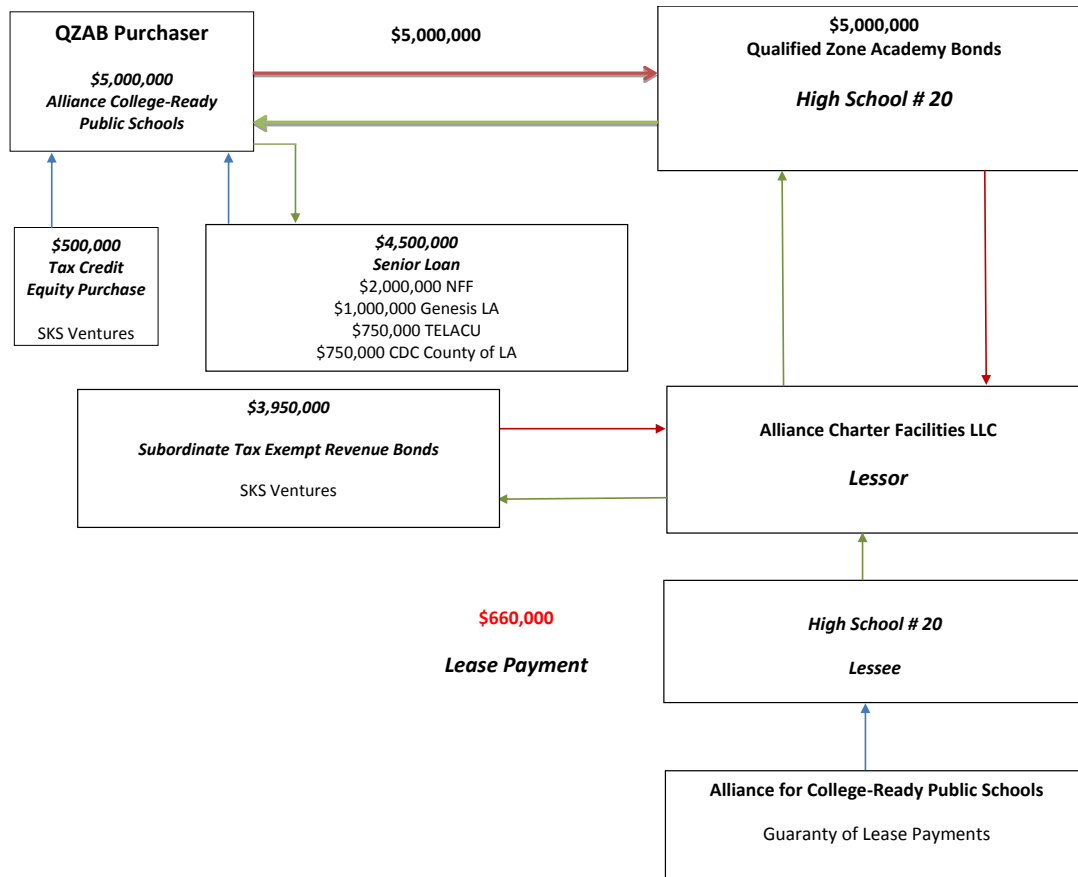 QZAB Purchaser
$5,000,000
Alliance College-Ready
Public Schools
$5,000,000
$5,000,000
Qualified Zone Academy Bonds
High School # 20
$500,000
Tax Credit
Equity Purchase
SKS Ventures
$4,500,000
Senior Loan
$2,000,000 NFF
$1,000,000 Genesis LA
$750,000 TELACU
$750,000 CDC County of LA
$3,950,000
Subordinate Tax Exempt Revenue Bonds
SKS Ventures
Alliance Charter Facilities LLC
Lessor
$660,000
Lease Payment
High School # 20
Lessee
Alliance for College-Ready Public Schools
Guaranty of Lease Payments